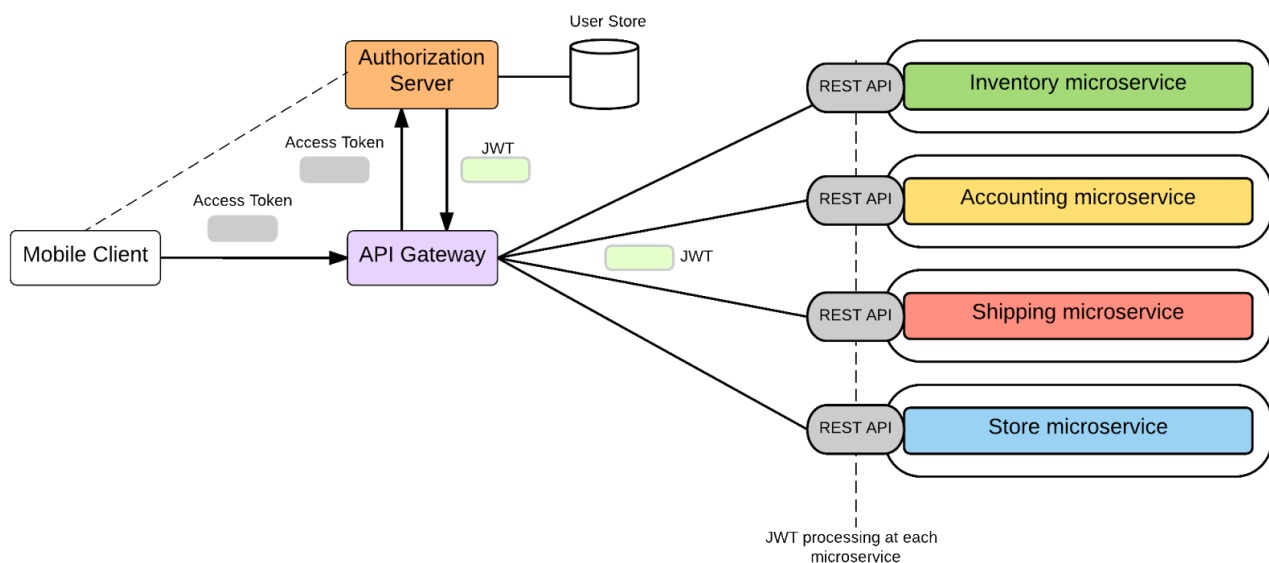 User Store
Authorization
Server
REST API
Inventory microservice
Access Token
JWT
Access Token
REST API
Accounting microservice
Mobile Client
API Gateway
JWT
REST API
Shipping microservice
REST API
Store microservice
JWT processing at each
microservice